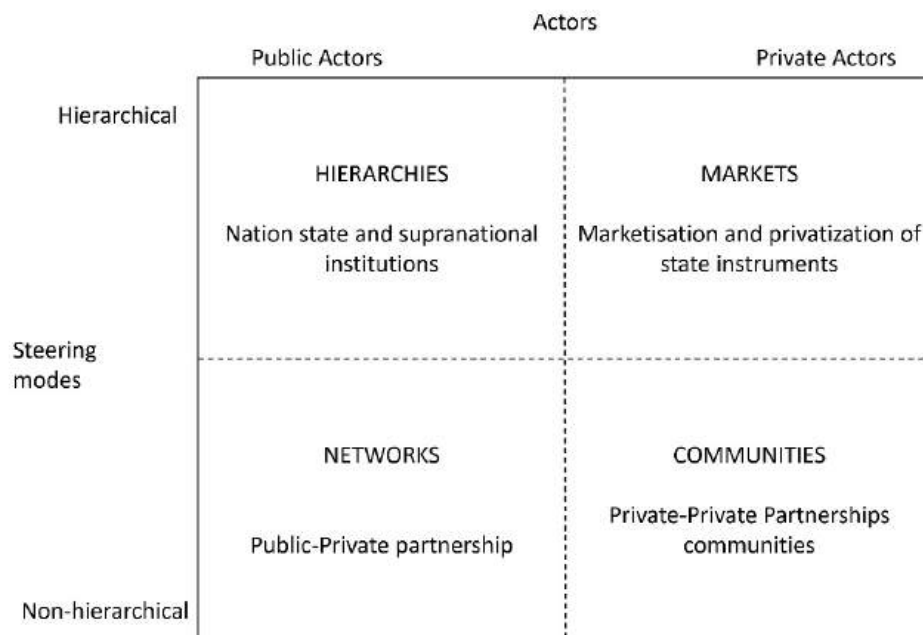 Actors
Public Actors
Private Actors
Hierarchical
HIERARCHIES
MARKETS
Nation state and supranational
institutions
Marketisation and privatization of
state instruments
Steering
modes
NETWORKS
COMMUNITIES
Public-Private partnership
Private-Private Partnerships
communities
Non-hierarchical